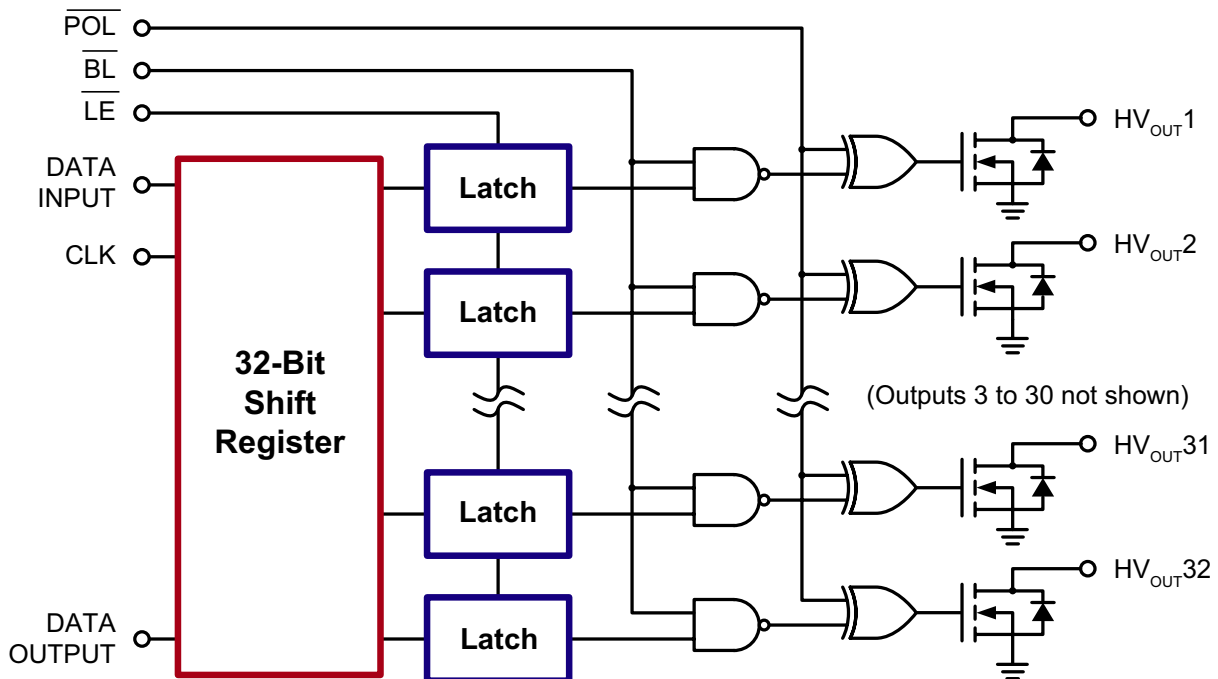 POL
BL
LE
DATA
INPUT
CLK
32-Bit
Shift
Register
DATA
OUTPUT
Latch
Latch
Latch
Latch
HVOUT1
HVOUT2
(Outputs 3 to 30 not shown)
HVOUT31
HVOUT32